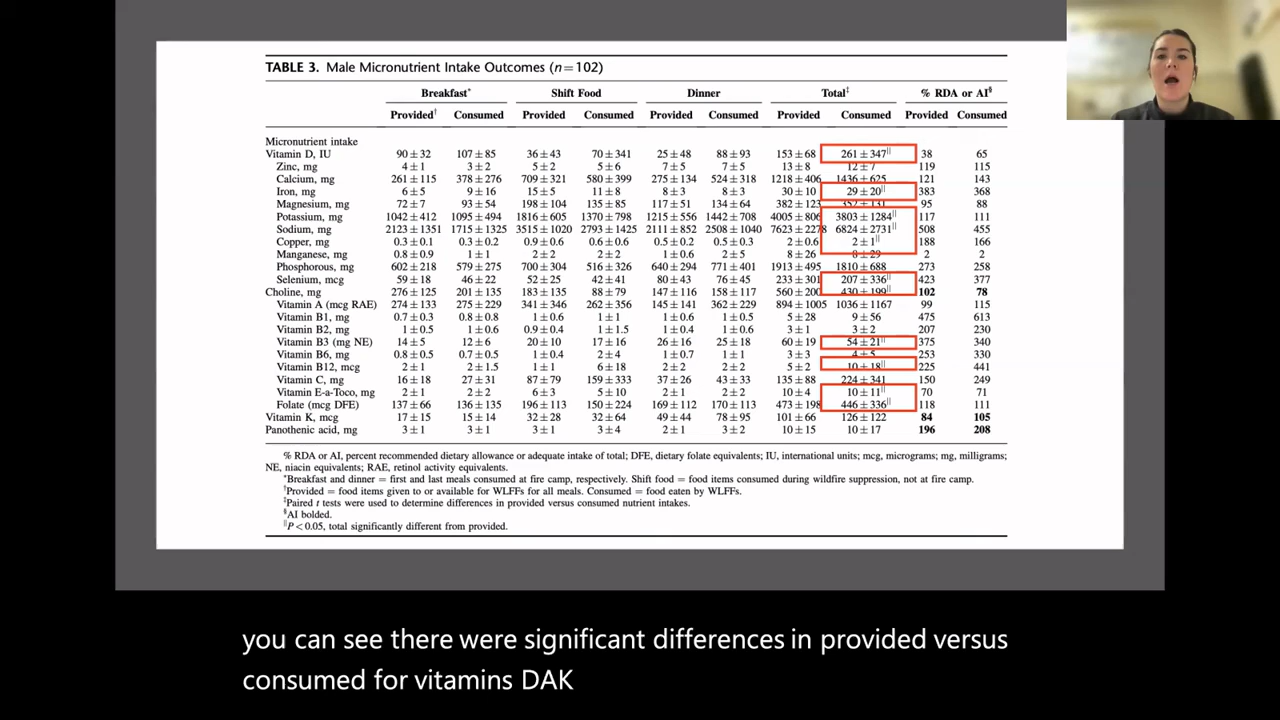 TABLE 3. Male Micronutrient Intake Outcomes (n=102)
Breakfast* Shift Food Dinner Total‡ % RDA or AI§
Provided† Consumed Provided Consumed Provided Consumed Provided Consumed Provided Consumed
Micronutrient intake
Vitamin D, IU 90±32 107±85 36±43 70±341 25±48 88±93 153±68 261±347|| 38 65
Zinc, mg 4±1 3±2 5±2 5±6 7±5 7±5 13±8 12±7 119 115
Calcium, mg 261±115 378±276 709±321 580±399 275±134 524±318 1218±406 1436±625 121 143
Iron, mg 6±5 9±16 15±5 11±8 8±3 8±3 30±10 29±20|| 383 368
Magnesium, mg 72±7 93±54 198±104 135±85 117±51 134±64 382±123 352±131 95 88
Potassium, mg 1042±412 1095±494 1816±605 1370±798 1215±556 1442±708 4005±806 3803±1284|| 117 111
Sodium, mg 2123±1351 1715±1325 3515±1020 2793±1425 2111±852 2508±1040 7623±2278 6824±2731|| 508 455
Copper, mg 0.3±0.1 0.3±0.2 0.9±0.6 0.6±0.6 0.5±0.2 0.5±0.3 2±0.6 2±1|| 188 166
Manganese, mg 0.8±0.9 1±1 2±2 2±2 1±0.6 2±5 8±26 8±29 2 2
Phosphorous, mg 602±218 579±275 700±304 516±326 640±294 771±401 1913±495 1810±688 273 258
Selenium, mcg 59±18 46±22 52±25 42±41 80±43 76±45 233±301 207±336|| 423 377
Choline, mg 276±125 201±135 183±135 88±79 147±116 158±117 560±200 430±199|| 102 78
Vitamin A (mcg RAE) 274±133 275±229 341±346 262±356 145±141 362±229 894±1005 1036±1167 99 115
Vitamin B1, mg 0.7±0.3 0.8±0.8 1±0.6 1±1 1±0.6 1±0.5 5±28 9±56 475 613
Vitamin B2, mg 1±0.5 1±0.6 0.9±0.4 1±1.5 1±0.4 1±0.6 3±1 3±2 207 230
Vitamin B3 (mg NE) 14±5 12±6 20±10 17±16 26±16 25±18 60±19 54±21|| 375 340
Vitamin B6, mg 0.8±0.5 0.7±0.5 1±0.4 2±4 1±0.7 1±1 3±3 4±5 253 330
Vitamin B12, mcg 2±1 2±1.5 1±1 6±18 2±2 2±2 5±2 10±18|| 225 441
Vitamin C, mg 16±18 27±31 87±79 159±333 37±26 43±33 135±88 224±341 150 249
Vitamin E-a-Toco, mg 2±1 2±2 6±3 5±10 2±1 2±2 10±4 10±11|| 70 71
Folate (mcg DFE) 137±66 136±135 196±113 150±224 169±112 170±113 473±198 446±336|| 118 111
Vitamin K, mcg 17±15 15±14 32±28 32±64 49±44 78±95 101±66 126±122 84 105
Panothenic acid, mg 3±1 3±1 3±1 3±4 2±1 3±2 10±15 10±17 196 208
% RDA or AI, percent recommended dietary allowance or adequate intake of total; DFE, dietary folate equivalents; IU, international units; mcg, micrograms; mg, milligrams;
NE, niacin equivalents; RAE, retinol activity equivalents.
*Breakfast and dinner = first and last meals consumed at fire camp, respectively. Shift food = food items consumed during wildfire suppression, not at fire camp.
†Provided = food items given to or available for WLFFs for all meals. Consumed = food eaten by WLFFs.
‡Paired t tests were used to determine differences in provided versus consumed nutrient intakes.
§AI bolded.
||P<0.05, total significantly different from provided.
you can see there were significant differences in provided versus
consumed for vitamins DAK